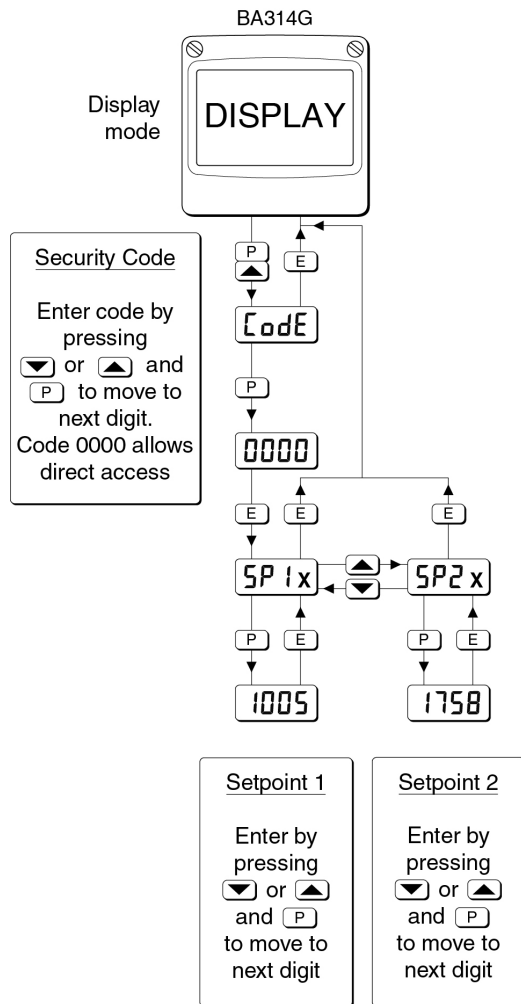 BA314G
Display
mode
DISPLAY
Security Code
Enter code by
pressing
or and
P to move to
next digit.
Code 0000 allows
direct access
P
E
CodE
P
0000
E
E
E
SP1x
SP2x
P
E
P
E
1005
1758
Setpoint 1
Enter by
pressing
or
and P
to move to
next digit
Setpoint 2
Enter by
pressing
or
and P
to move to
next digit